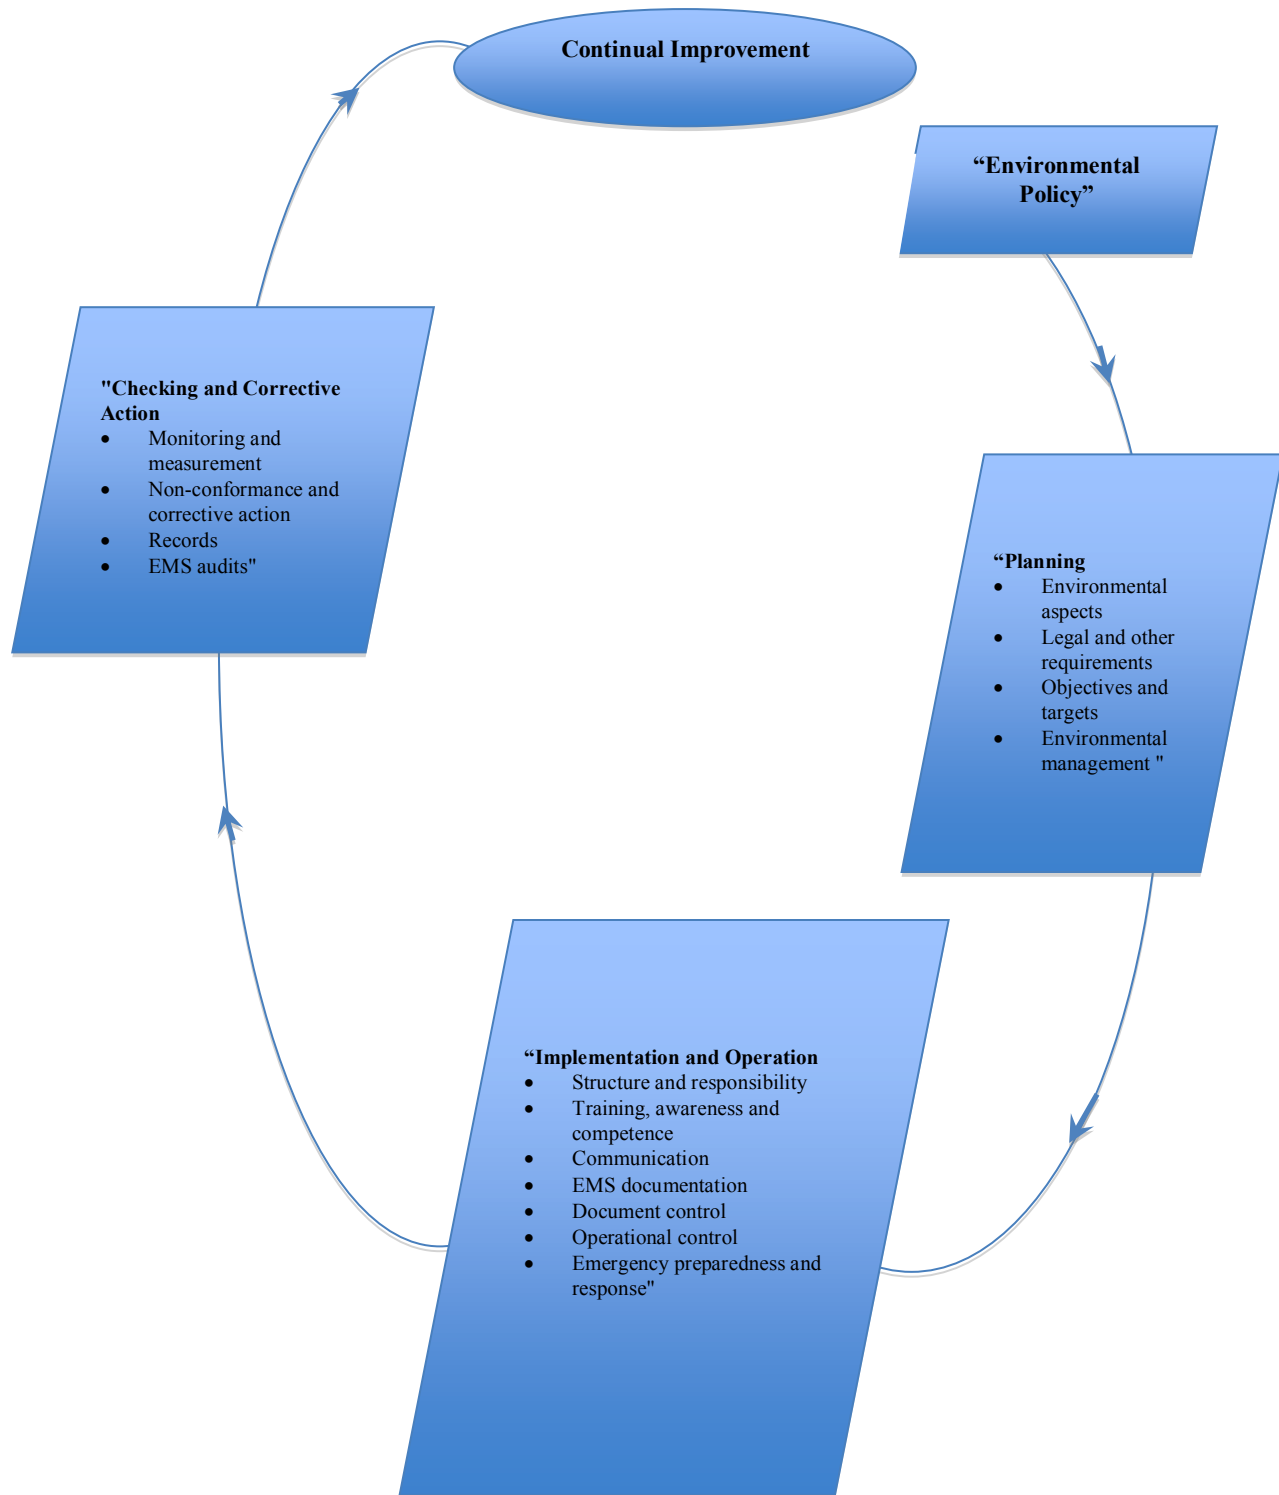 Continual Improvement
“Environmental
Policy”
"Checking and Corrective
Action
• Monitoring and
measurement
• Non-conformance and
corrective action
• Records
• EMS audits"
“Planning
• Environmental
aspects
• Legal and other
requirements
• Objectives and
targets
• Environmental
management "
“Implementation and Operation
• Structure and responsibility
• Training, awareness and
competence
• Communication
• EMS documentation
• Document control
• Operational control
• Emergency preparedness and
response"